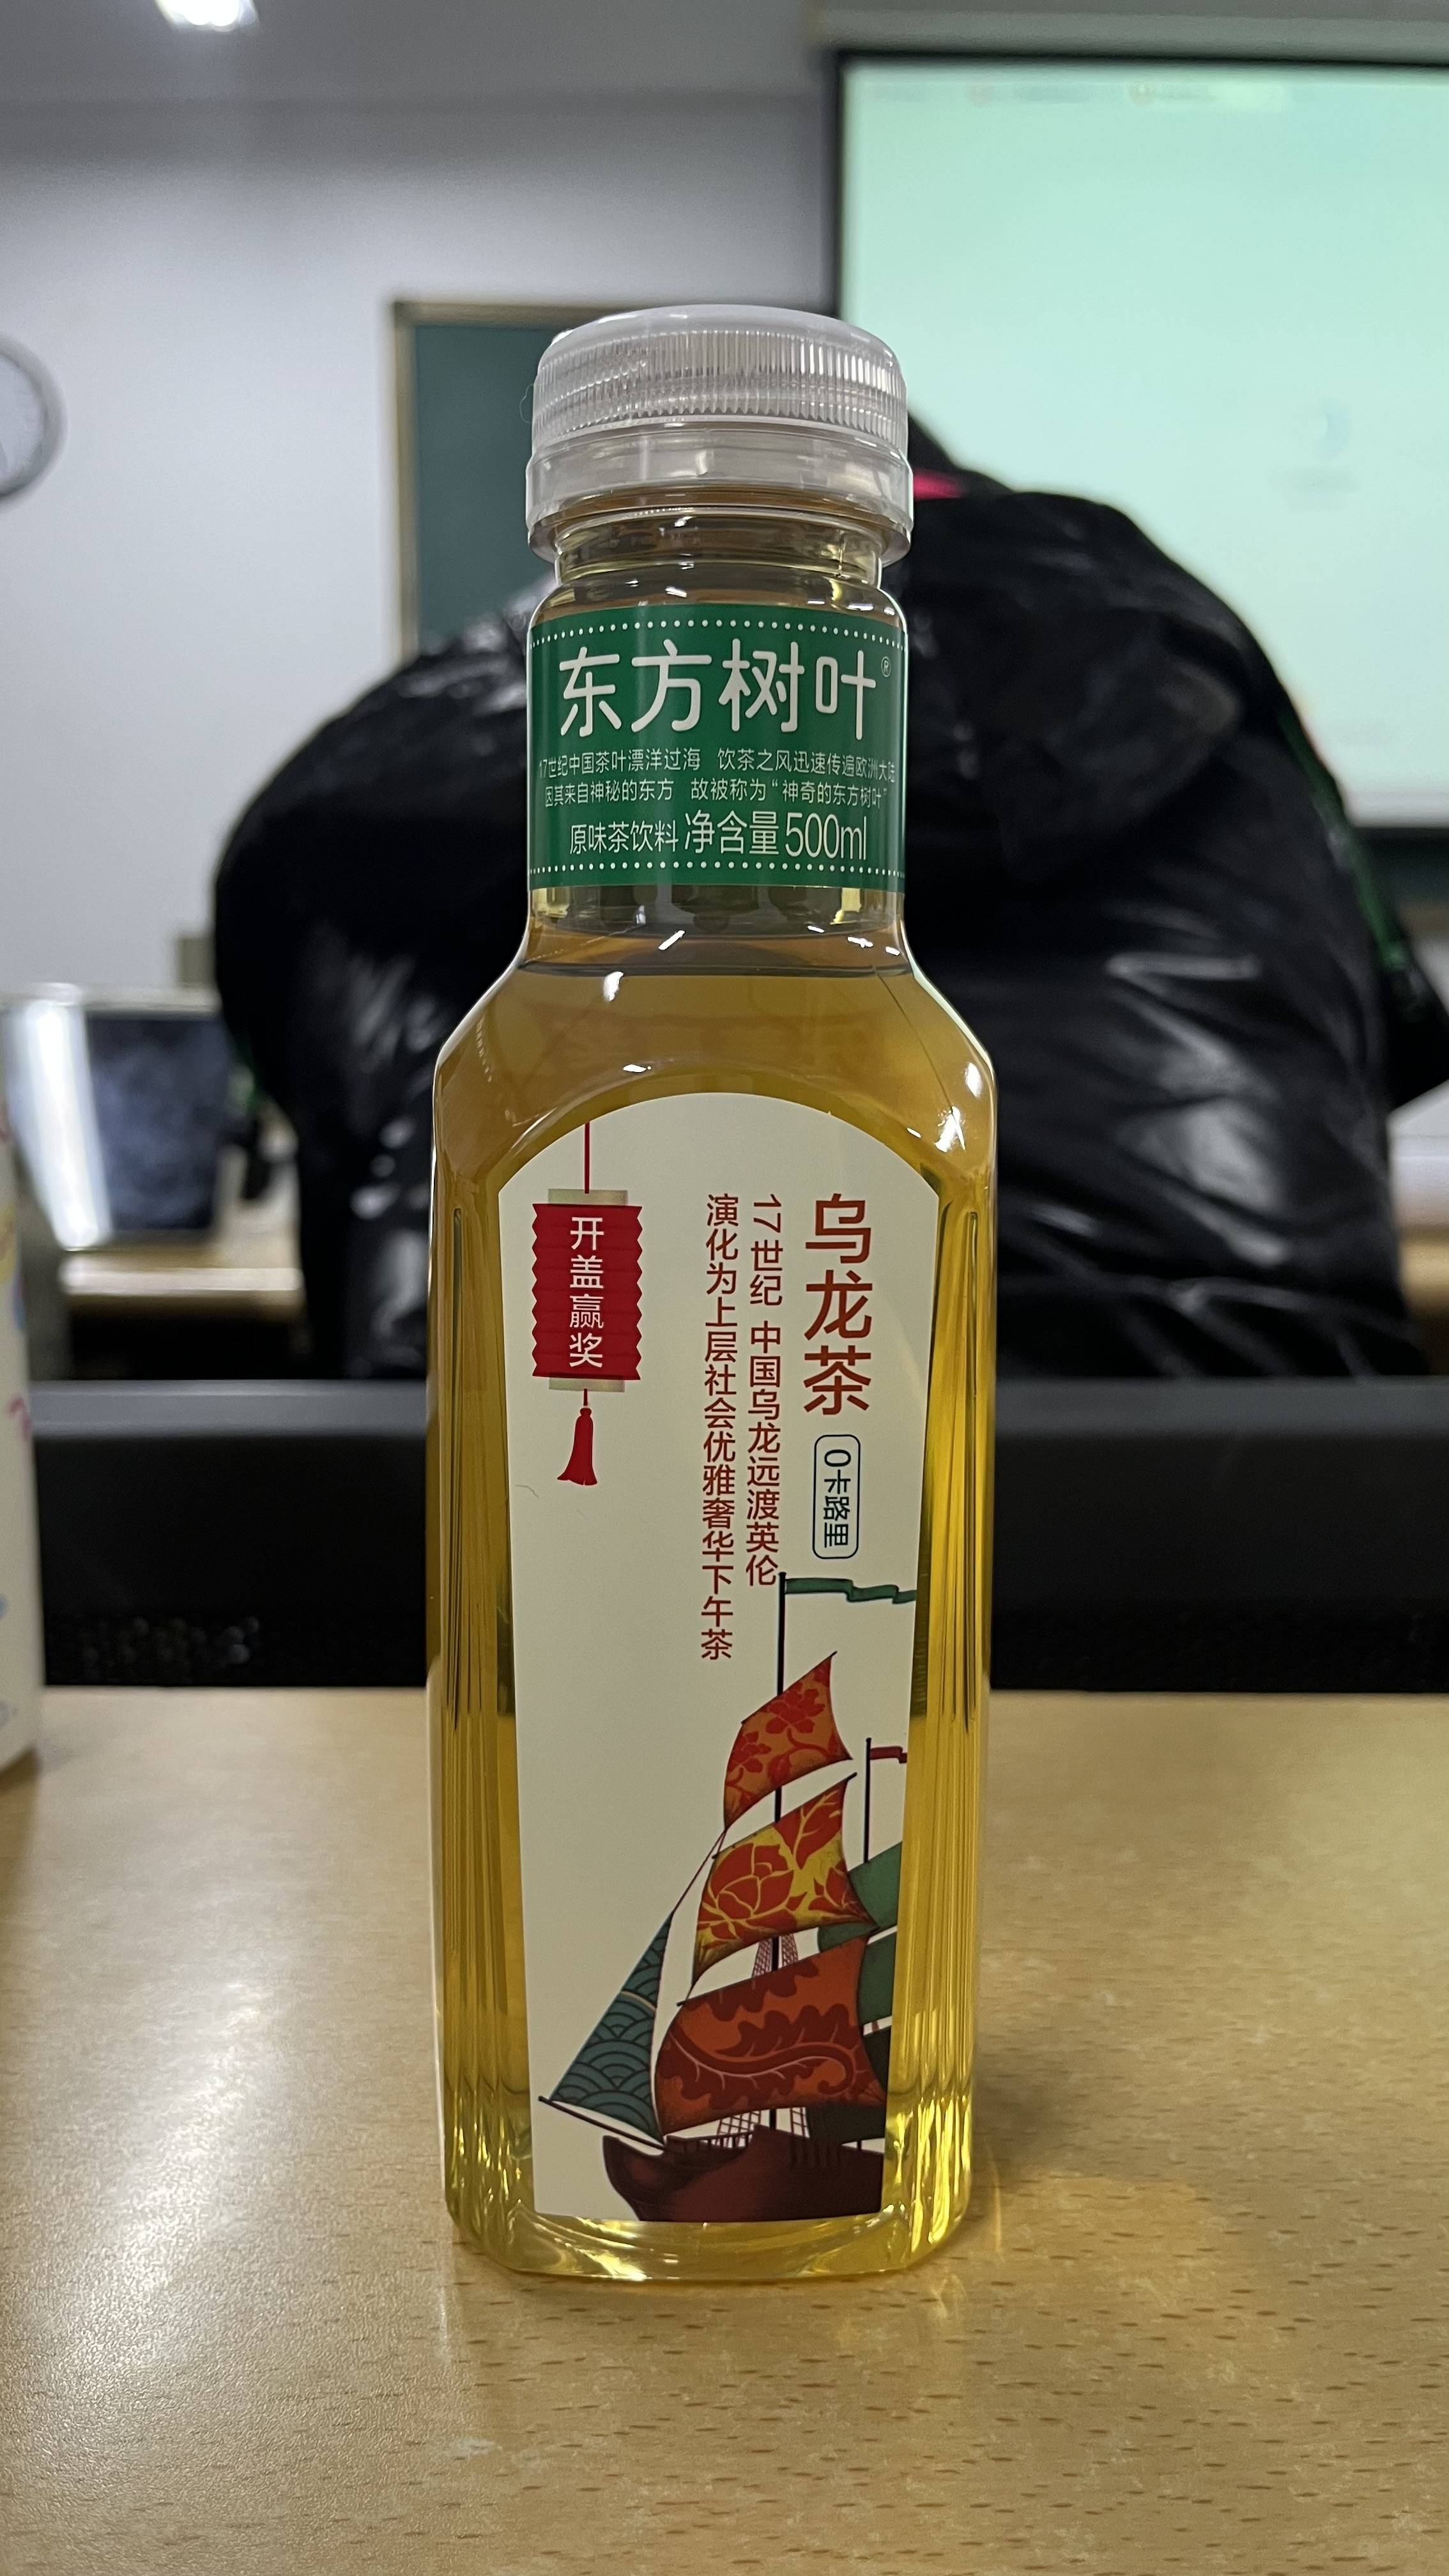 东方树叶®
17世纪中国茶叶漂洋过海 饮茶之风迅速传遍欧洲大陆
因其来自神秘的东方 故被称为“神奇的东方树叶”
原味茶饮料 净含量500ml
乌龙茶
0卡路里
17世纪 中国乌龙远渡英伦
演化为上层社会优雅奢华下午茶
开盖赢奖